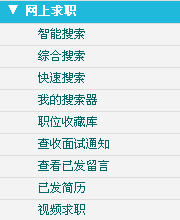 ▼ 网上求职
智能搜索
综合搜索
快速搜索
我的搜索器
职位收藏库
查收面试通知
查看已发留言
已发简历
视频求职